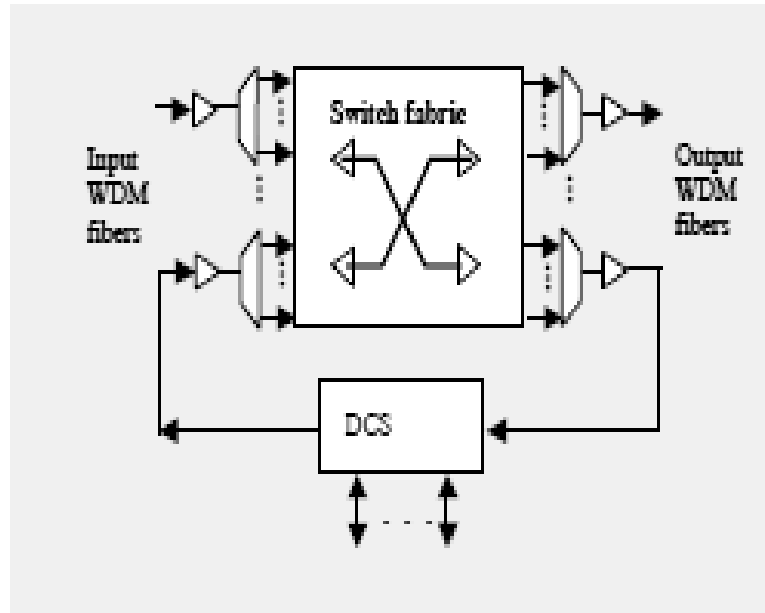 Switch fabric
Input
WDM
fibers
Output
WDM
fibers
DCS